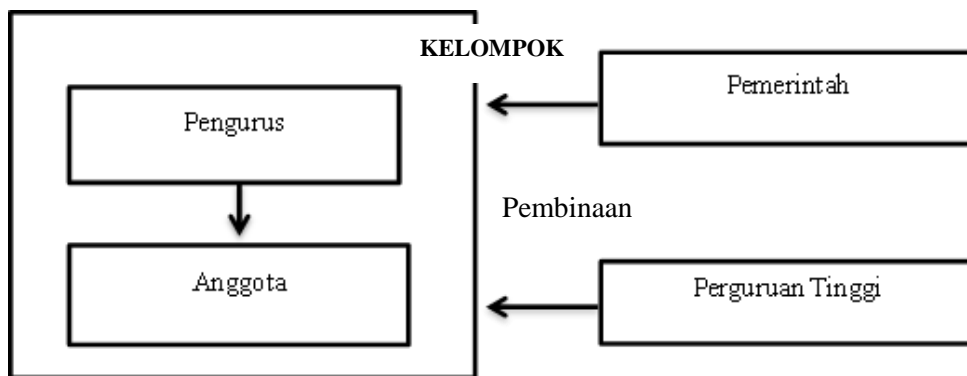 KELOMPOK
Pengurus
Anggota
Pemerintah
Pembinaan
Perguruan Tinggi